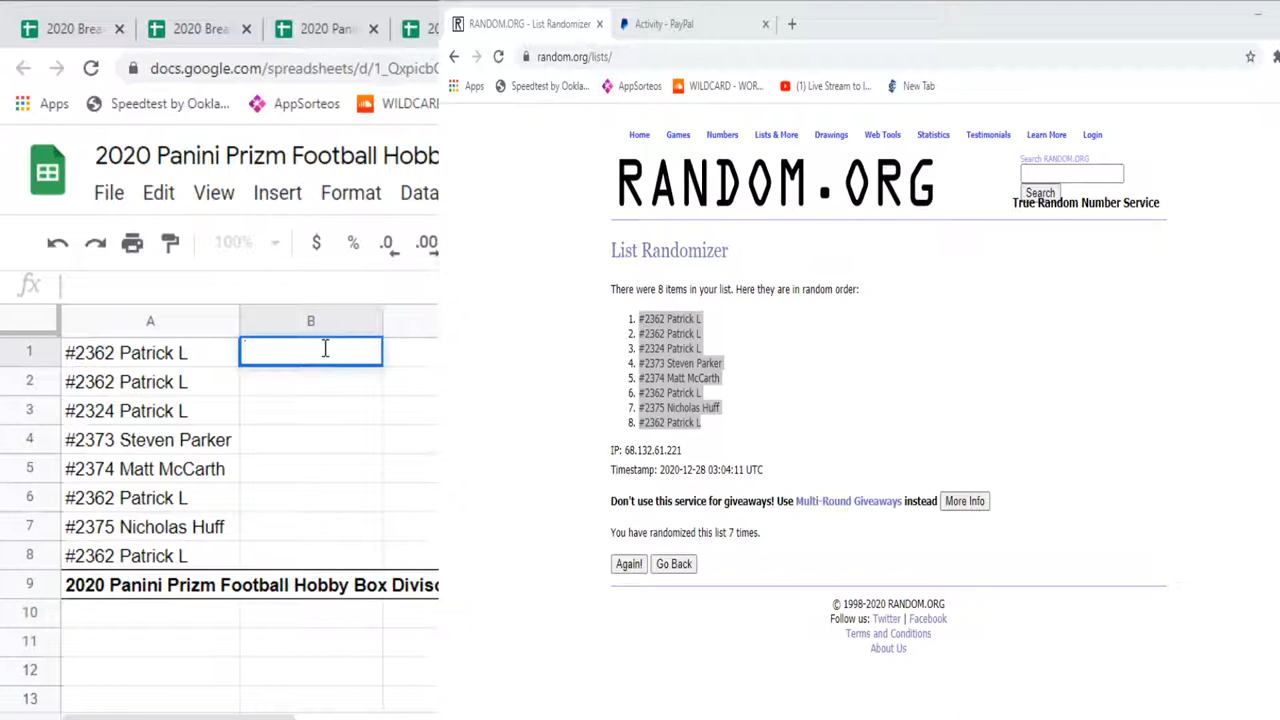 2020 Brea
2020 Brea
2020 Pani
20
docs.google.com/spreadsheets/d/1_Qxpicb
Apps
Speedtest by Ookla...
AppSorteos
WILDCARD
2020 Panini Prizm Football Hobb
File
Edit
View
Insert
Format
Data
100%
$
%
.0
.00
fx
A
B
1
#2362 Patrick L
2
#2362 Patrick L
3
#2324 Patrick L
4
#2373 Steven Parker
5
#2374 Matt McCarth
6
#2362 Patrick L
7
#2375 Nicholas Huff
8
#2362 Patrick L
9
2020 Panini Prizm Football Hobby Box Diviso
10
11
12
13
RANDOM.ORG - List Randomizer
Activity - PayPal
random.org/lists/
Apps
Speedtest by Ookla...
AppSorteos
WILDCARD - WOR...
(1) Live Stream to I...
New Tab
Home
Games
Numbers
Lists & More
Drawings
Web Tools
Statistics
Testimonials
Learn More
Login
RANDOM.ORG
Search RANDOM.ORG
Search
True Random Number Service
List Randomizer
There were 8 items in your list. Here they are in random order:
1. #2362 Patrick L
2. #2362 Patrick L
3. #2324 Patrick L
4. #2373 Steven Parker
5. #2374 Matt McCarth
6. #2362 Patrick L
7. #2375 Nicholas Huff
8. #2362 Patrick L
IP: 68.132.61.221
Timestamp: 2020-12-28 03:04:11 UTC
Don't use this service for giveaways! Use Multi-Round Giveaways instead More Info
You have randomized this list 7 times.
Again! Go Back
© 1998-2020 RANDOM.ORG
Follow us: Twitter | Facebook
Terms and Conditions
About Us